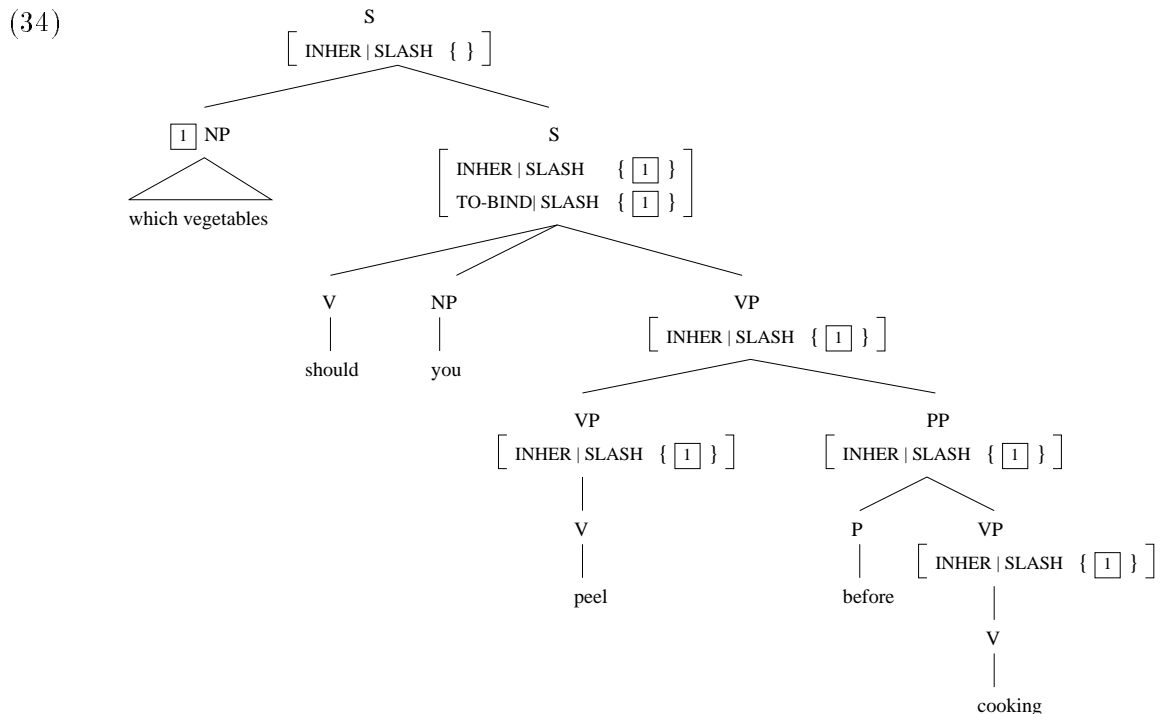 (34)
S
[ INHER | SLASH { } ]
1 NP S
[ INHER | SLASH { 1 }
TO-BIND| SLASH { 1 } ]
which vegetables
V NP VP
[ INHER | SLASH { 1 } ]
should you
VP PP
[ INHER | SLASH { 1 } ] [ INHER | SLASH { 1 } ]
V P VP
[ INHER | SLASH { 1 } ]
peel before
V
cooking